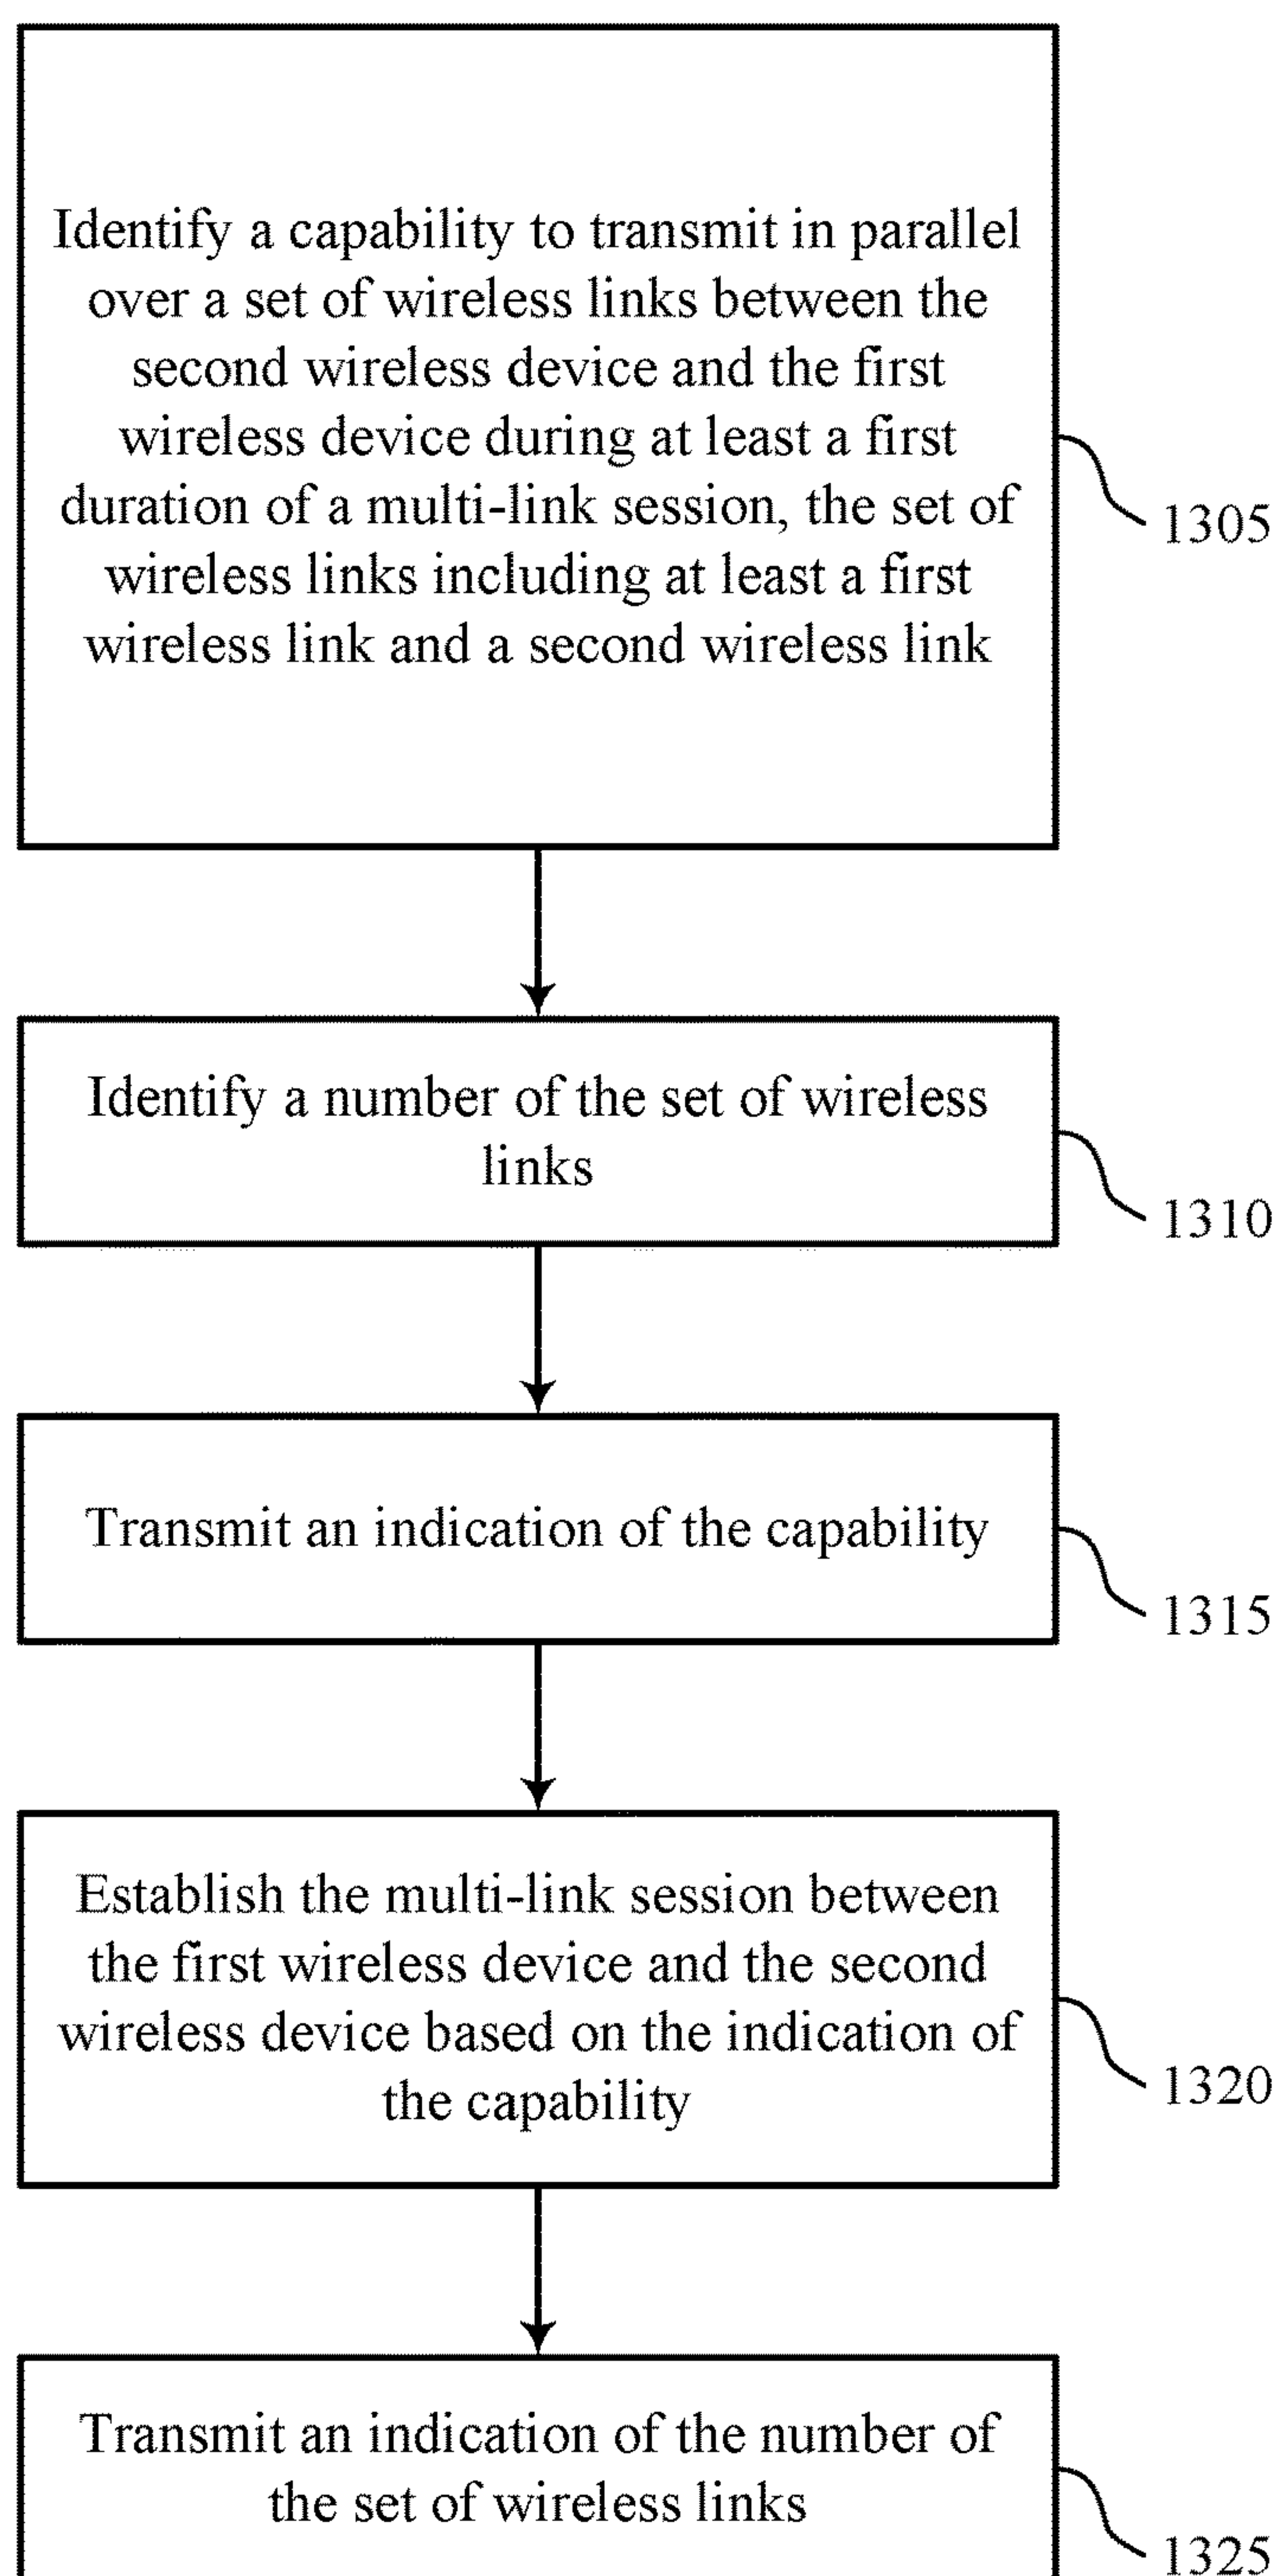 Identify a capability to transmit in parallel
over a set of wireless links between the
second wireless device and the first
wireless device during at least a first
duration of a multi-link session, the set of
wireless links including at least a first
wireless link and a second wireless link
1305
Identify a number of the set of wireless
links
1310
Transmit an indication of the capability
1315
Establish the multi-link session between
the first wireless device and the second
wireless device based on the indication of
the capability
1320
Transmit an indication of the number of
the set of wireless links
1325